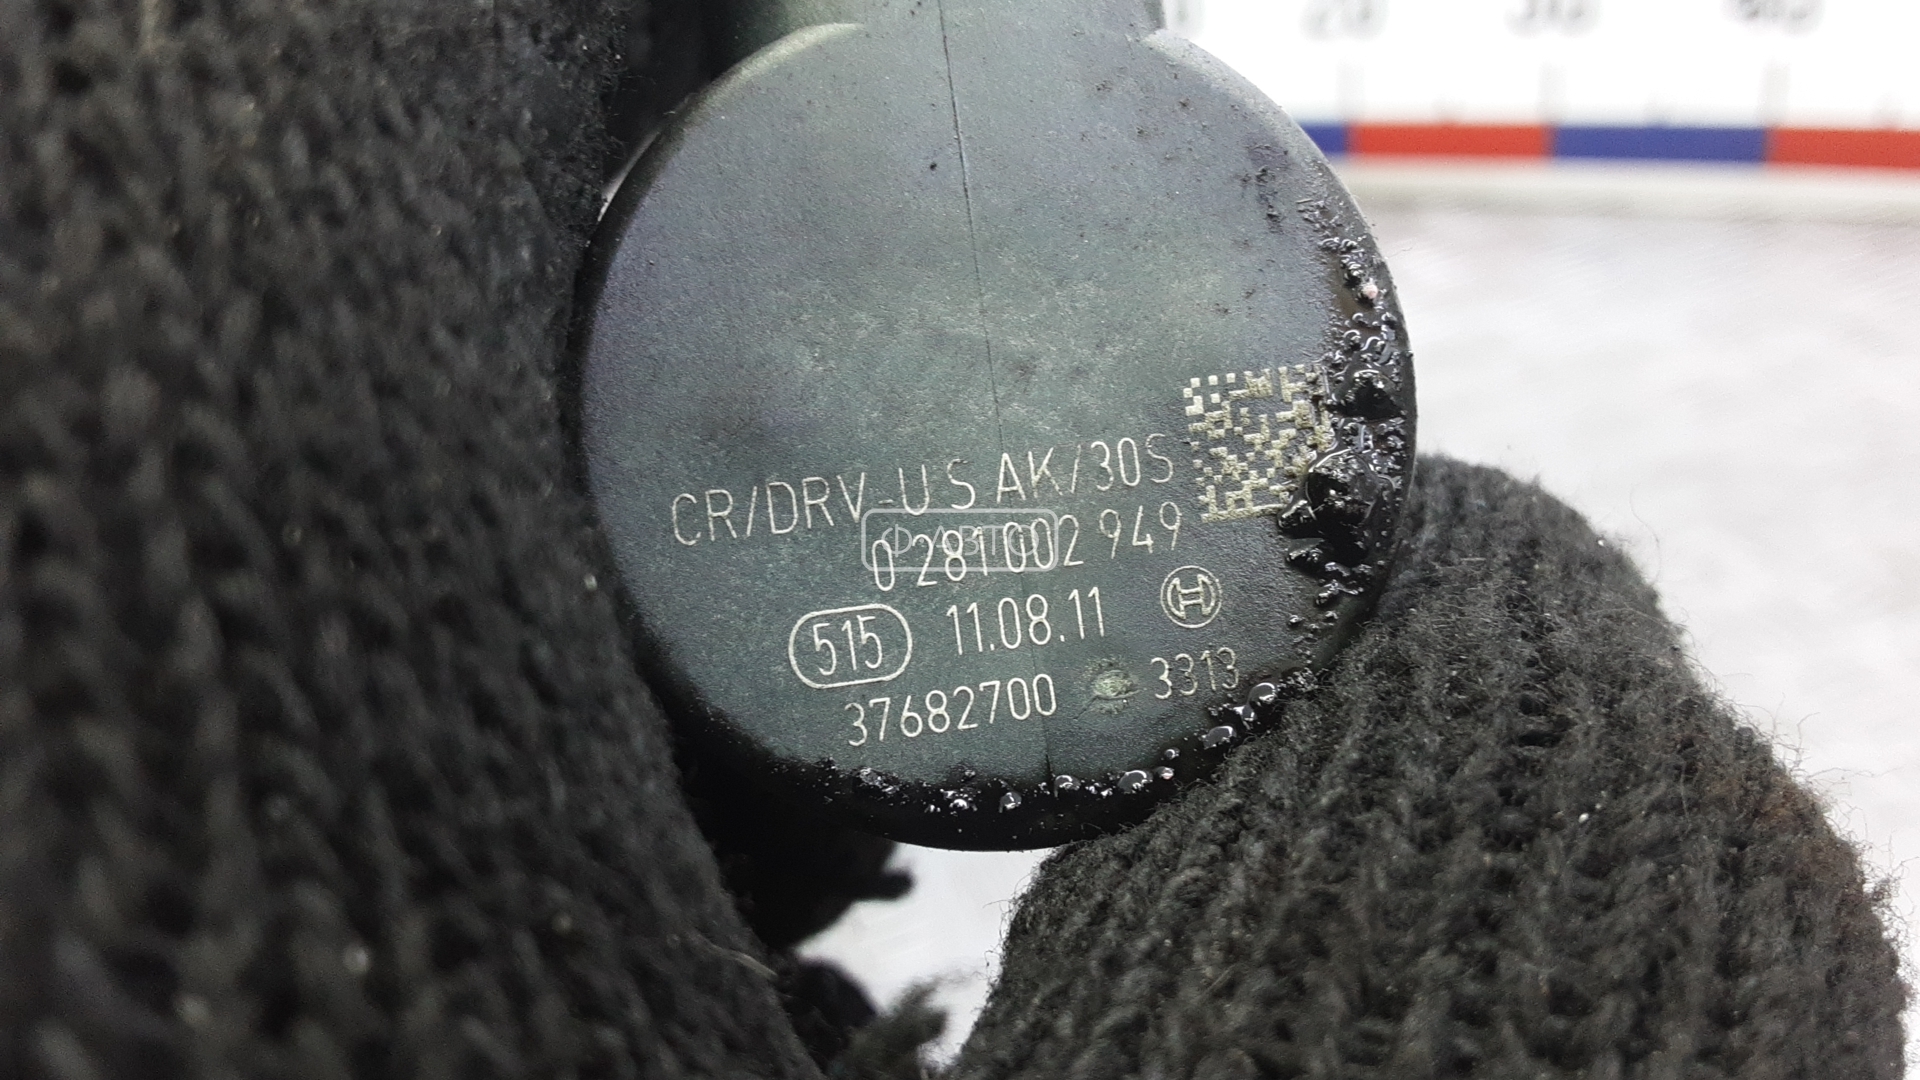 CR/DRV-U S AK/30S
0 281 002 949
515 11.08.11
37682700 3313